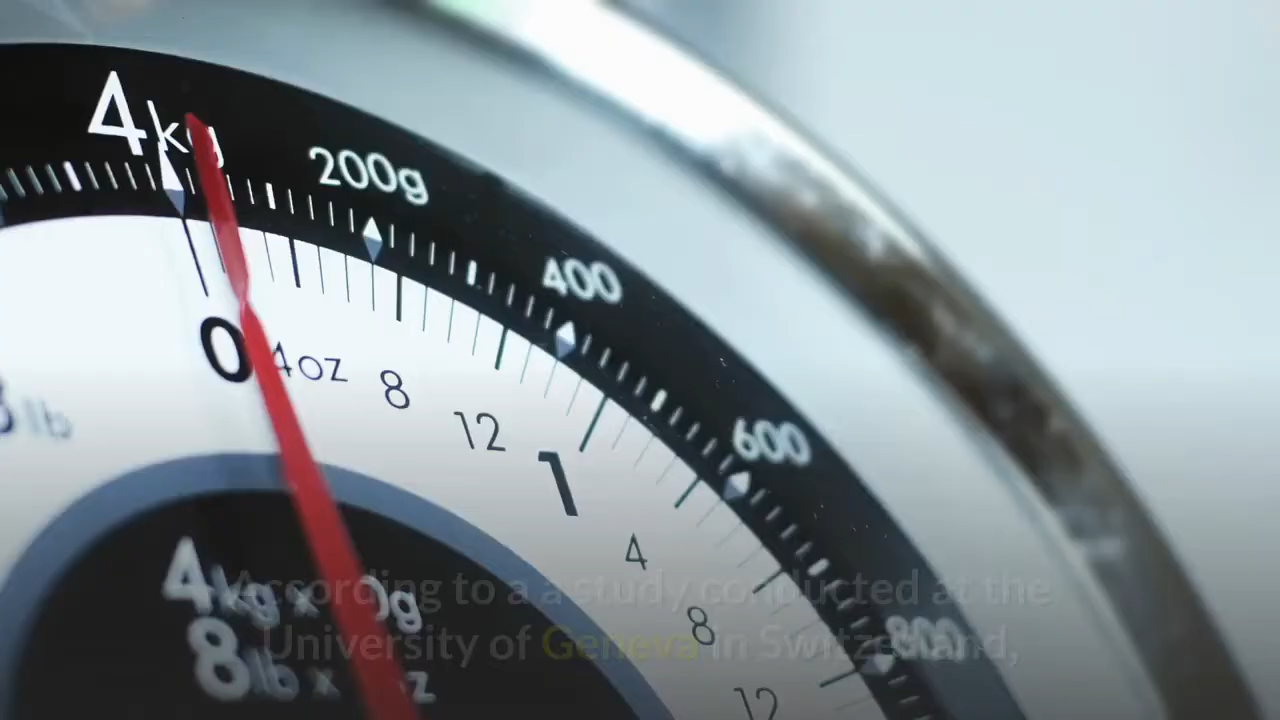 4kg
200g
400
600
800
0
4oz
8
12
1
4
8
12
lb
4kg x
8lb x
According to a a study conducted at the
University of Geneva in Switzerland,